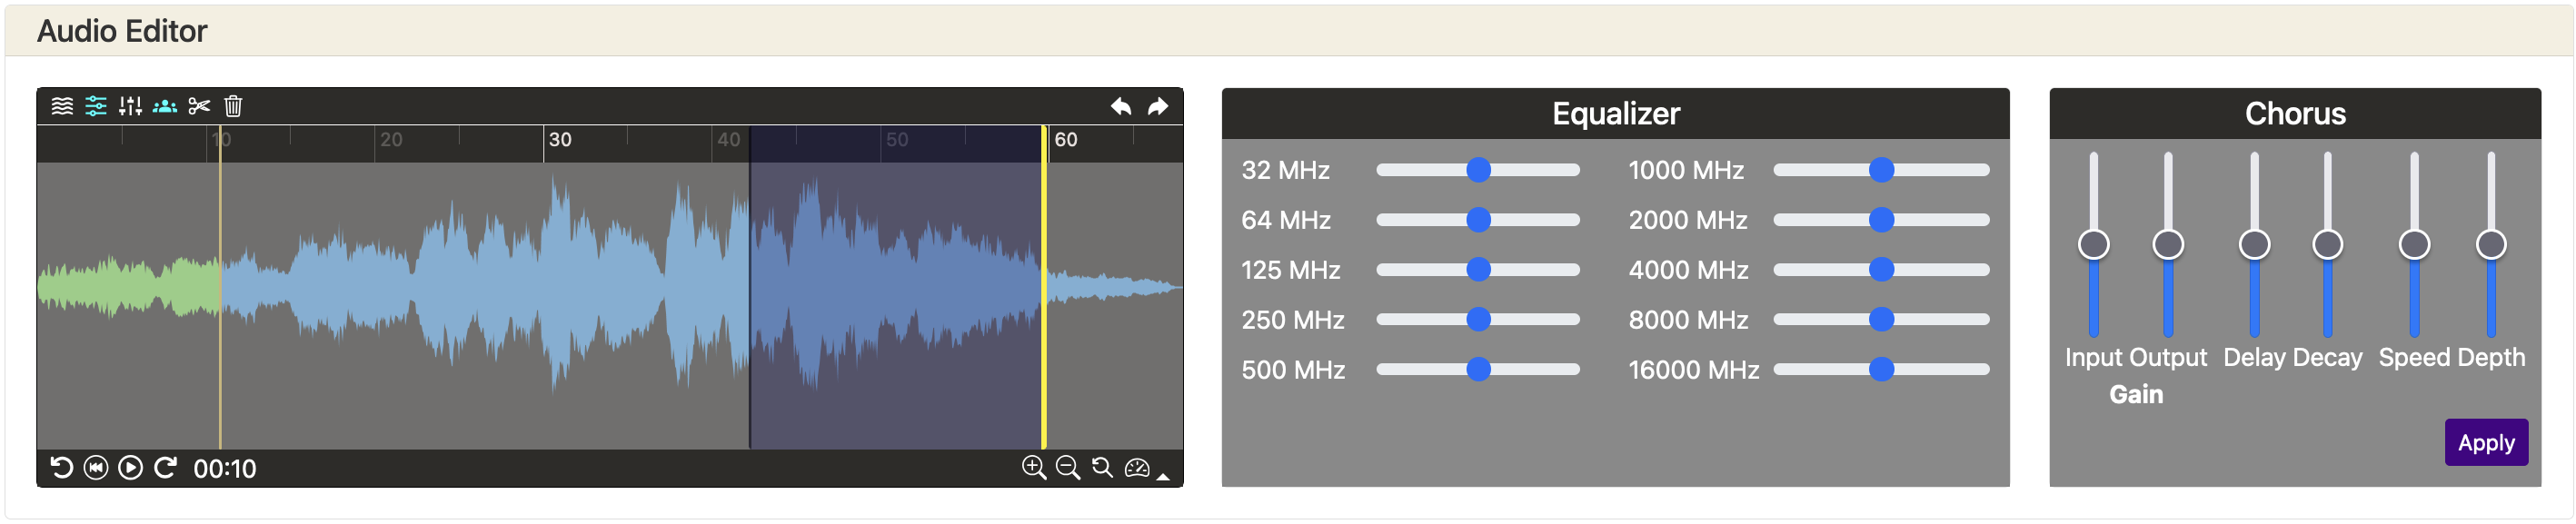 Audio Editor
10 20 30 40 50 60
00:10
Equalizer
32 MHz 1000 MHz
64 MHz 2000 MHz
125 MHz 4000 MHz
250 MHz 8000 MHz
500 MHz 16000 MHz
Chorus
Input Output Delay Decay Speed Depth
Gain
Apply